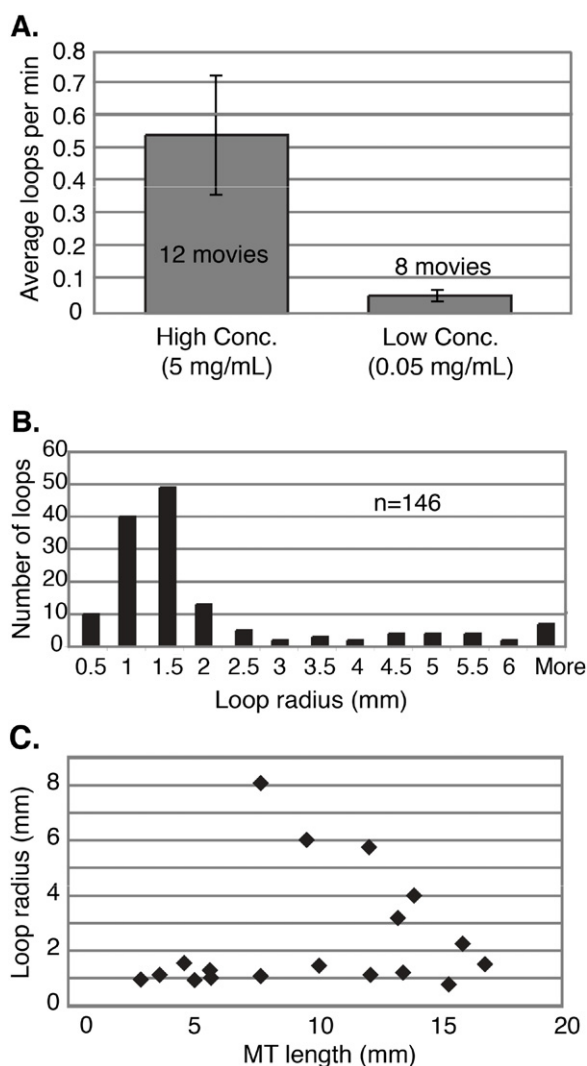 A.
Average loops per min
0.8
0.7
0.6
0.5
0.4
0.3
0.2
0.1
0
12 movies
8 movies
High Conc.
(5 mg/mL)
Low Conc.
(0.05 mg/mL)
B.
Number of loops
60
50
40
30
20
10
0
n=146
0.5 1 1.5 2 2.5 3 3.5 4 4.5 5 5.5 6 More
Loop radius (mm)
C.
Loop radius (mm)
8
6
4
2
0
0 5 10 15 20
MT length (mm)